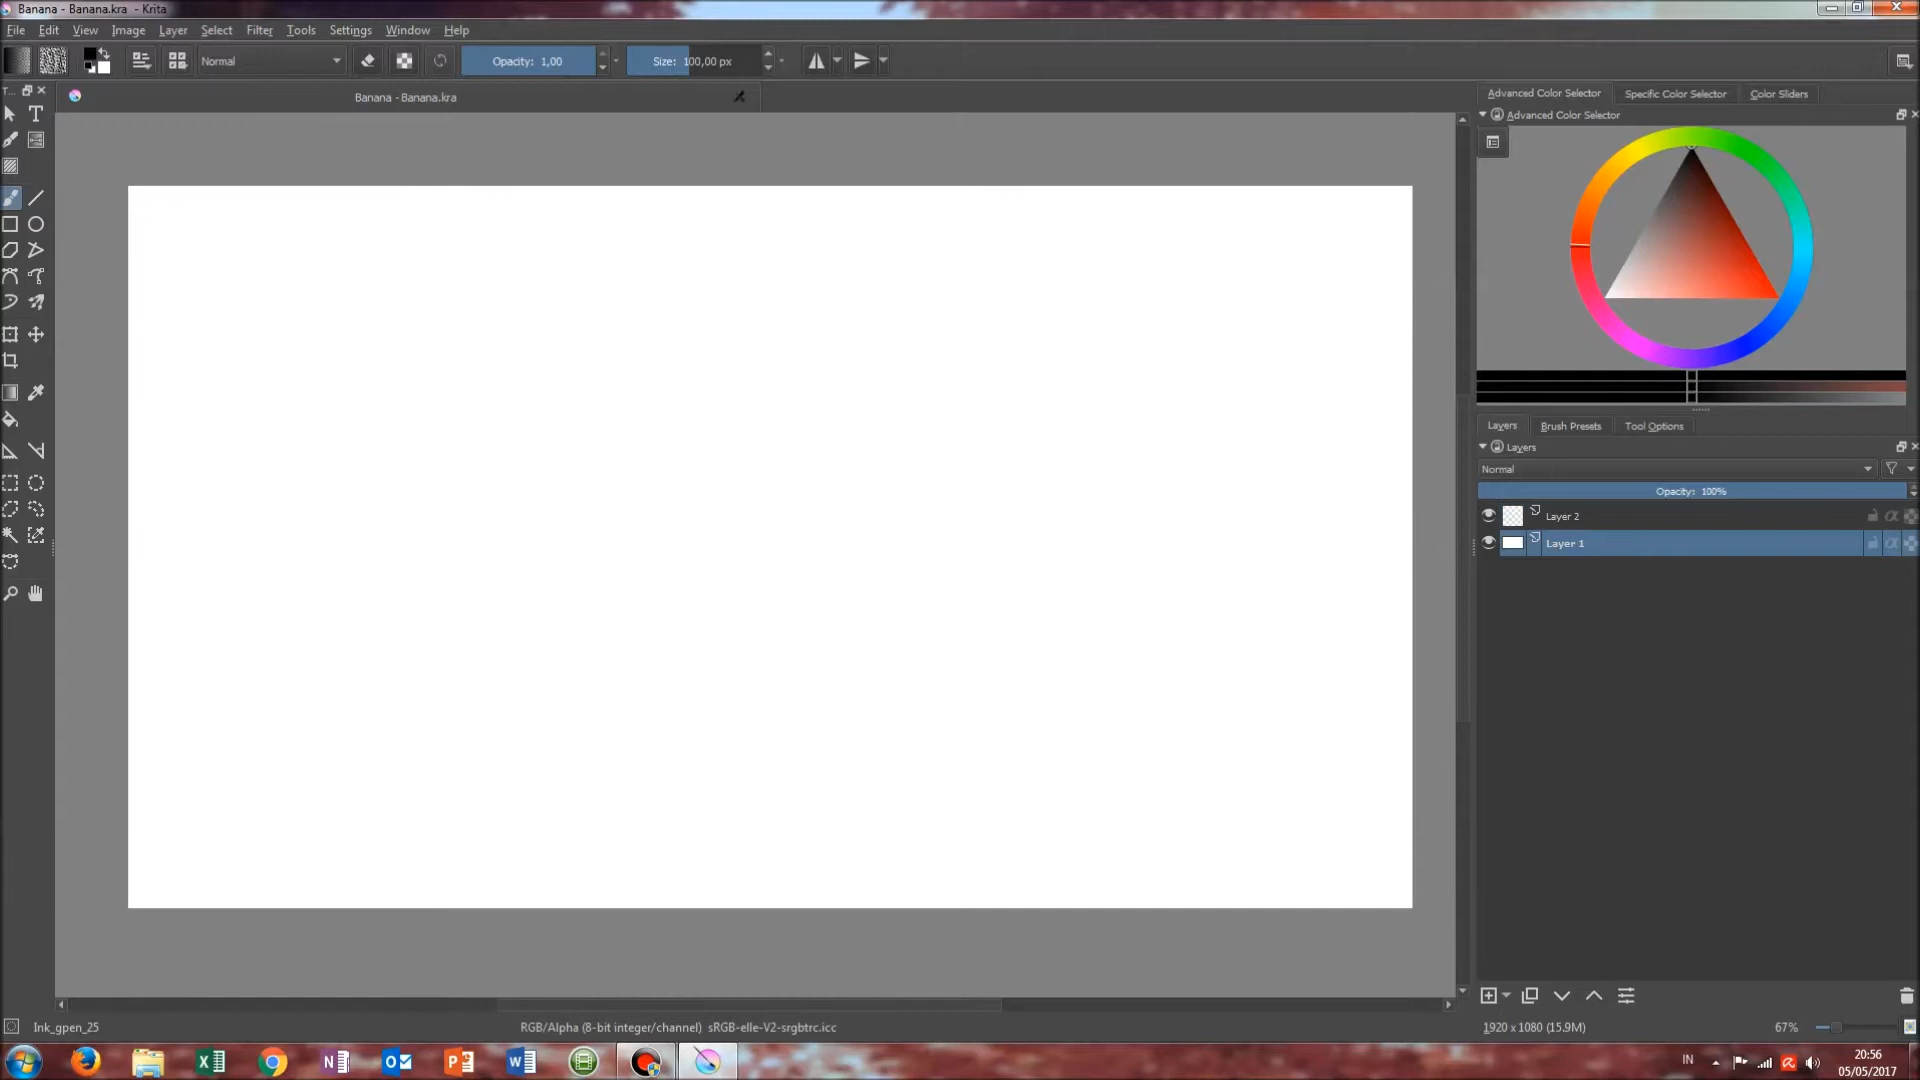 Banana - Banana.kra - Krita
File Edit View Image Layer Select Filter Tools Settings Window Help
Normal Opacity: 1,00 Size: 100,00 px
T...
Banana - Banana.kra
Advanced Color Selector Specific Color Selector Color Sliders
Advanced Color Selector
Layers Brush Presets Tool Options
Layers
Normal
Opacity: 100%
Layer 2
Layer 1
Ink_gpen_25
RGB/Alpha (8-bit integer/channel) sRGB-elle-V2-srgbtrc.icc
1920 x 1080 (15.9M)
67%
IN
20:56
05/05/2017